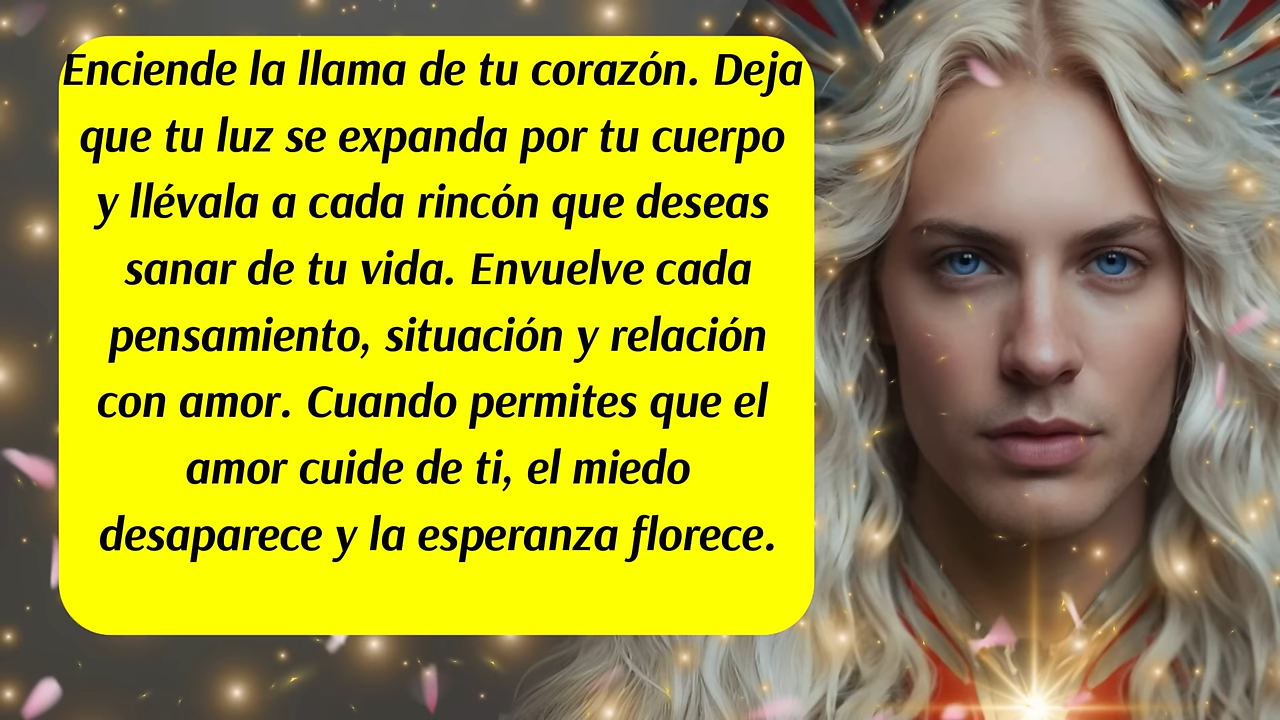 Enciende la llama de tu corazón. Deja
que tu luz se expanda por tu cuerpo
y llévala a cada rincón que deseas
sanar de tu vida. Envuelve cada
pensamiento, situación y relación
con amor. Cuando permites que el
amor cuide de ti, el miedo
desaparece y la esperanza florece.